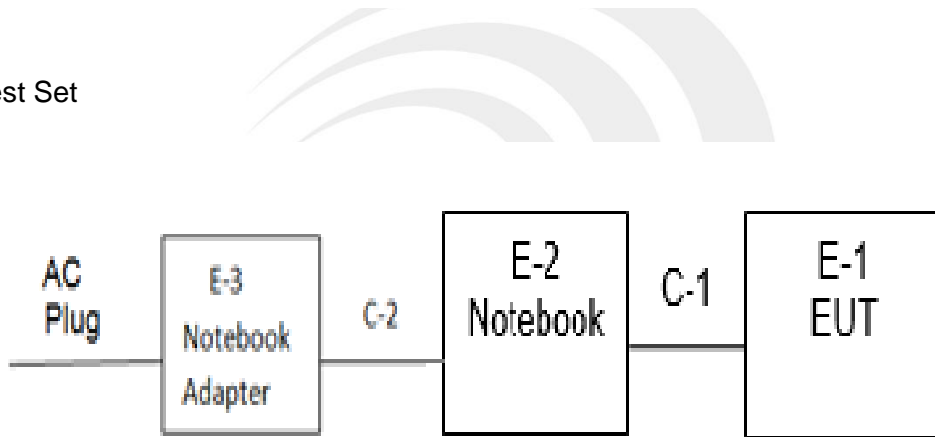 est Set
AC
Plug
E-3
Notebook
Adapter
C-2
E-2
Notebook
C-1
E-1
EUT